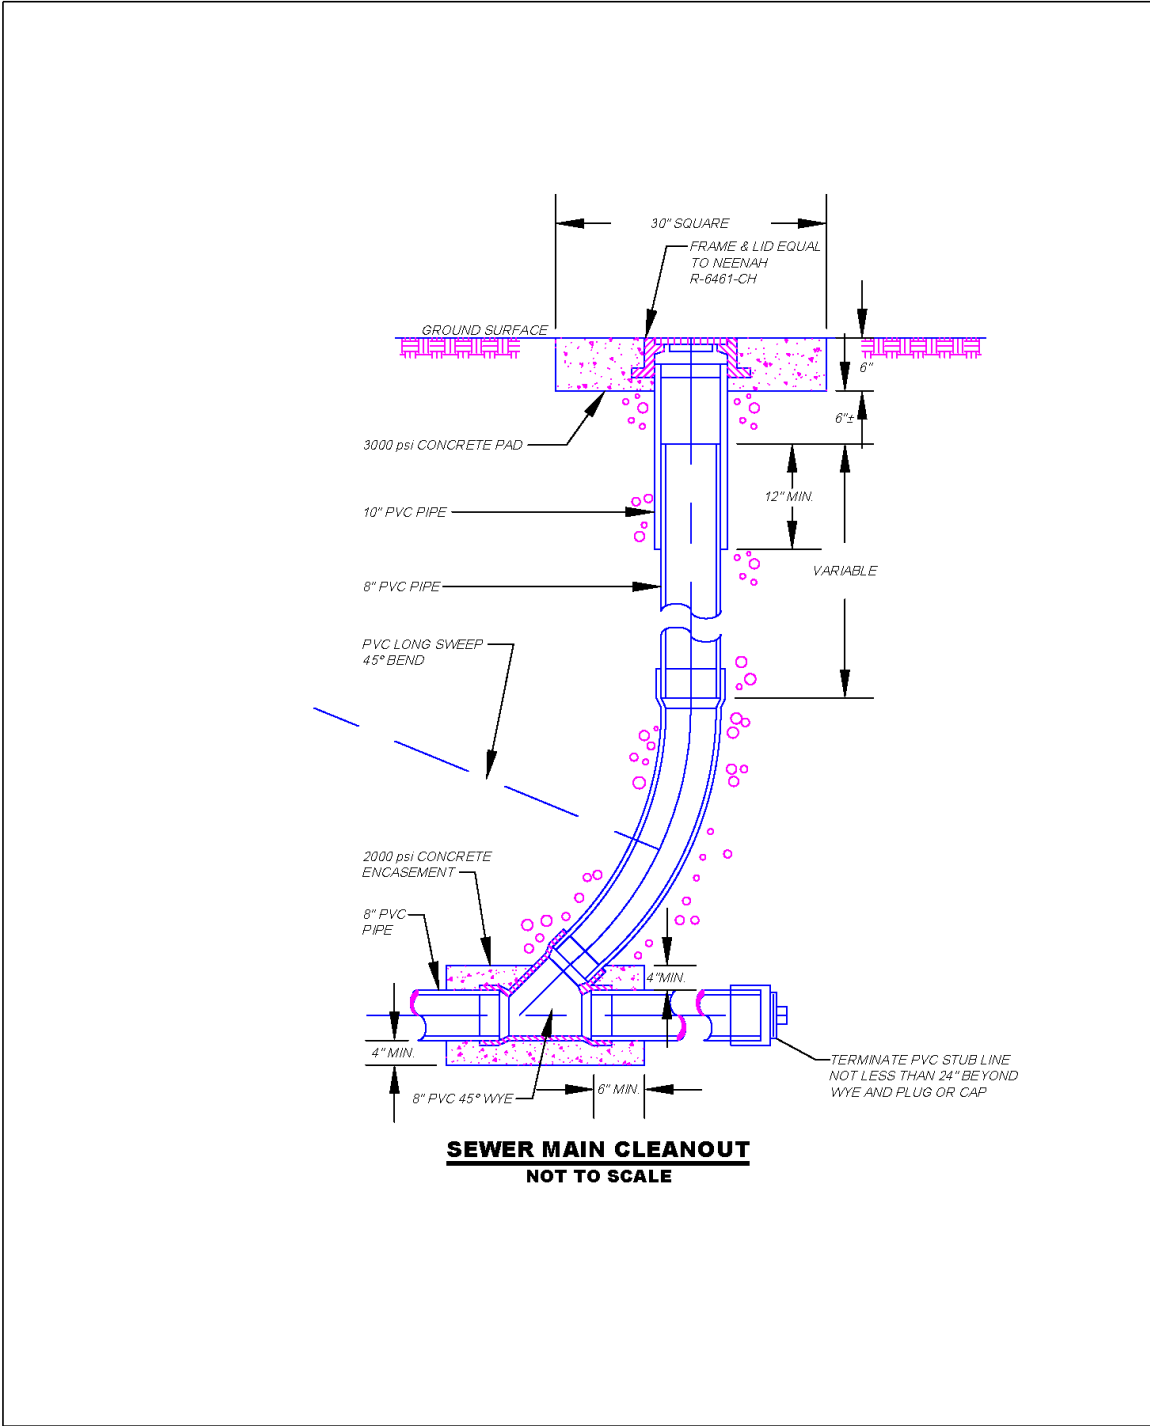 30" SQUARE
FRAME & LID EQUAL
TO NEENAH
R-6461-CH
GROUND SURFACE
6"
6"±
3000 psi CONCRETE PAD
12" MIN.
10" PVC PIPE
VARIABLE
8" PVC PIPE
PVC LONG SWEEP
45° BEND
2000 psi CONCRETE
ENCASEMENT
8" PVC
PIPE
4" MIN.
4" MIN.
TERMINATE PVC STUB LINE
NOT LESS THAN 24" BEYOND
WYE AND PLUG OR CAP
8" PVC 45° WYE
6" MIN.
SEWER MAIN CLEANOUT
NOT TO SCALE